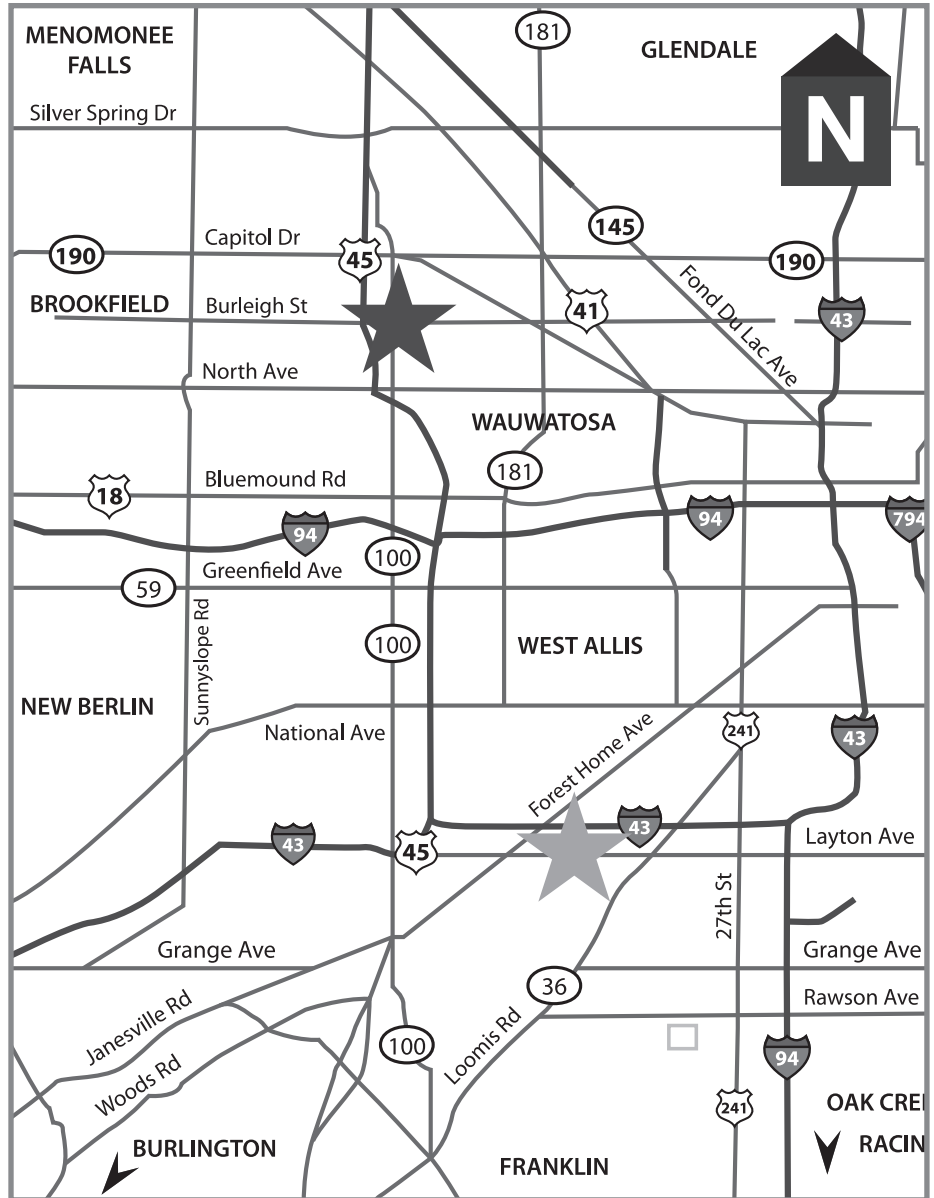 MENOMONEE
FALLS
181
GLENDALE
N
Silver Spring Dr
145
190
Capitol Dr
45
190
Fond Du Lac Ave
BROOKFIELD
Burleigh St
41
43
North Ave
WAUWATOSA
181
Bluemound Rd
18
94
94
794
100
Greenfield Ave
59
Sunnyslope Rd
100
WEST ALLIS
NEW BERLIN
National Ave
Forest Home Ave
241
43
43
43
45
Layton Ave
27th St
Grange Ave
Grange Ave
36
Rawson Ave
Janesville Rd
Loomis Rd
100
94
Woods Rd
241
OAK CRE
BURLINGTON
RACIN
FRANKLIN